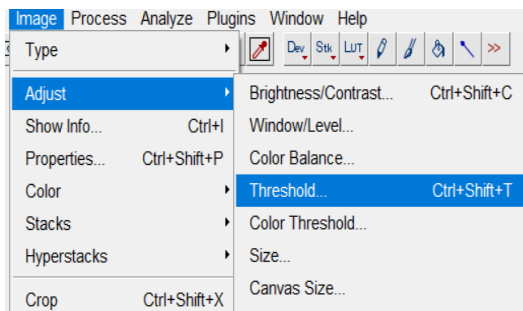 Image Process Analyze Plugins Window Help
Type
Dev Stk LUT >>
Adjust
Brightness/Contrast... Ctrl+Shift+C
Show Info... Ctrl+I
Window/Level...
Properties... Ctrl+Shift+P
Color Balance...
Color
Threshold... Ctrl+Shift+T
Stacks
Color Threshold...
Hyperstacks
Size...
Crop Ctrl+Shift+X
Canvas Size...